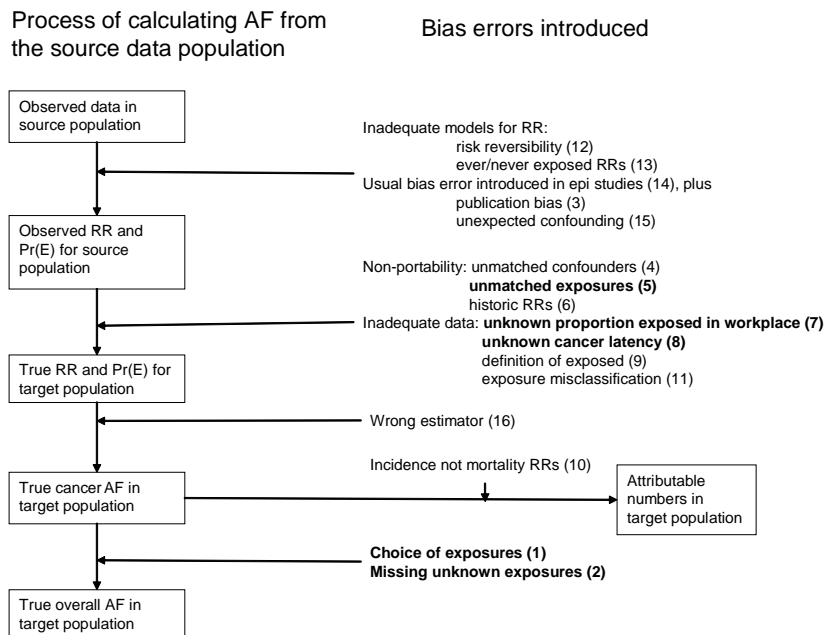 Process of calculating AF from
the source data population
Bias errors introduced
Observed data in
source population
Inadequate models for RR:
risk reversibility (12)
ever/never exposed RRs (13)
Usual bias error introduced in epi studies (14), plus
publication bias (3)
unexpected confounding (15)
Observed RR and
Pr(E) for source
population
Non-portability: unmatched confounders (4)
unmatched exposures (5)
historic RRs (6)
Inadequate data: unknown proportion exposed in workplace (7)
unknown cancer latency (8)
definition of exposed (9)
exposure misclassification (11)
True RR and Pr(E) for
target population
Wrong estimator (16)
Incidence not mortality RRs (10)
True cancer AF in
target population
Attributable
numbers in
target population
Choice of exposures (1)
Missing unknown exposures (2)
True overall AF in
target population